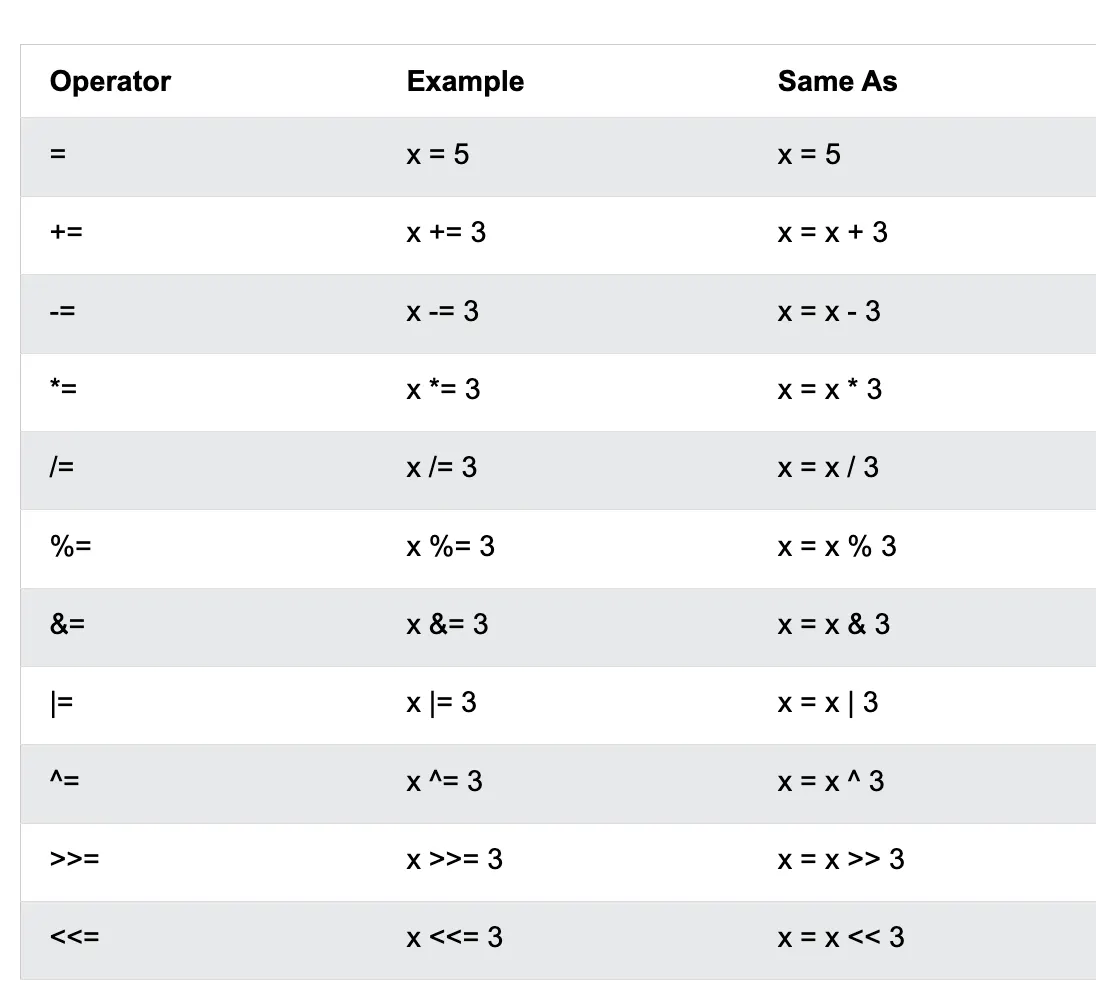 Operator Example Same As
= x = 5 x = 5
+= x += 3 x = x + 3
-= x -= 3 x = x - 3
*= x *= 3 x = x * 3
/= x /= 3 x = x / 3
%= x %= 3 x = x % 3
&= x &= 3 x = x & 3
|= x |= 3 x = x | 3
^= x ^= 3 x = x ^ 3
>>= x >>= 3 x = x >> 3
<<= x <<= 3 x = x << 3